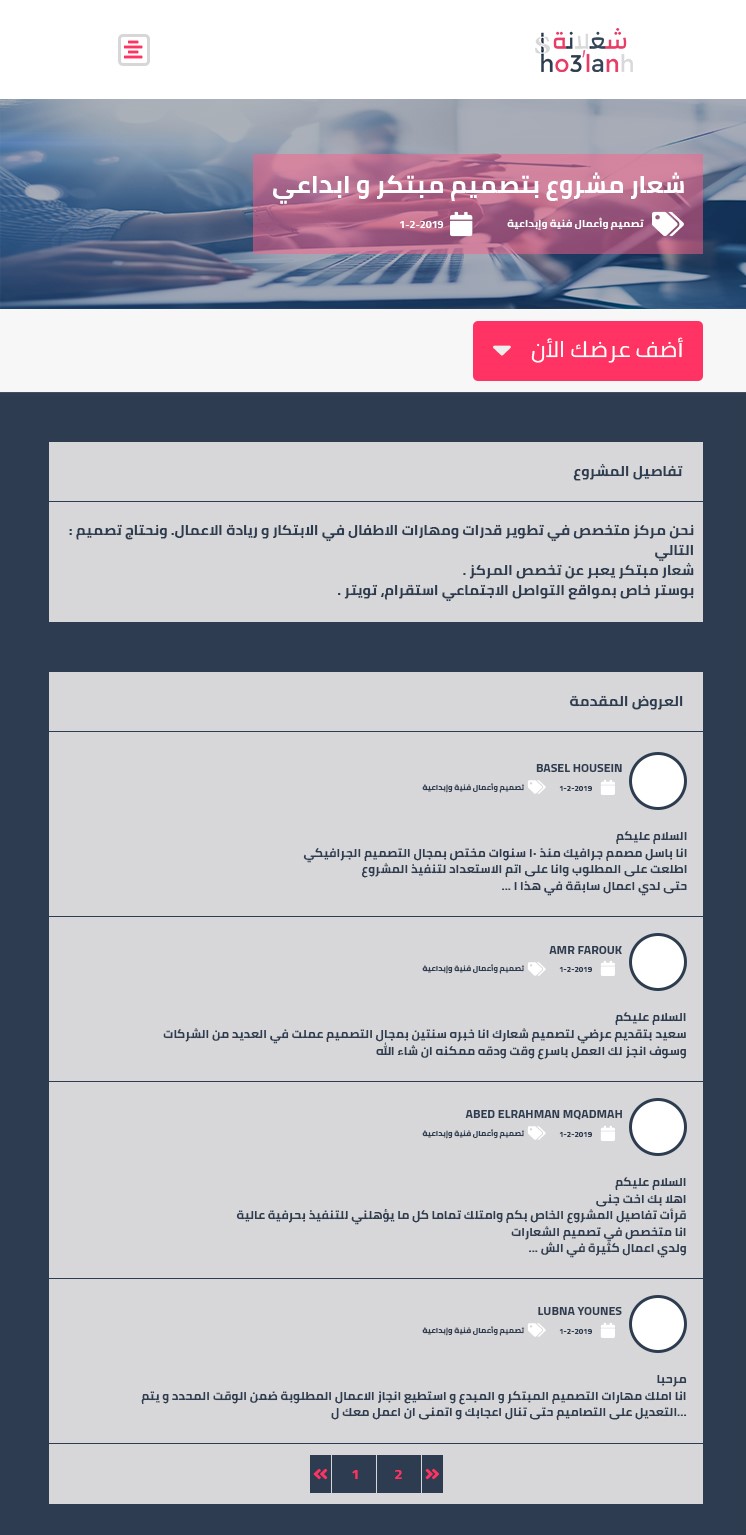 شغلانة
Sho3'lanh
شعار مشروع بتصميم مبتكر و ابداعي
تصميم وأعمال فنية وإبداعية
1-2-2019
أضف عرضك الأن
تفاصيل المشروع
نحن مركز متخصص في تطوير قدرات ومهارات الاطفال في الابتكار و ريادة الاعمال. ونحتاج تصميم :
التالي
شعار مبتكر يعبر عن تخصص المركز .
بوستر خاص بمواقع التواصل الاجتماعي استقرام، تويتر .
العروض المقدمة
BASEL HOUSEIN
1-2-2019 تصميم وأعمال فنية وإبداعية
السلام عليكم
انا باسل مصمم جرافيك منذ ١٠ سنوات مختص بمجال التصميم الجرافيكي
اطلعت على المطلوب وانا على اتم الاستعداد لتنفيذ المشروع
حتى لدي اعمال سابقة في هذا ا ...
AMR FAROUK
1-2-2019 تصميم وأعمال فنية وإبداعية
السلام عليكم
سعيد بتقديم عرضي لتصميم شعارك انا خبره سنتين بمجال التصميم عملت في العديد من الشركات
وسوف انجز لك العمل باسرع وقت ودقه ممكنه ان شاء الله
ABED ELRAHMAN MQADMAH
1-2-2019 تصميم وأعمال فنية وإبداعية
السلام عليكم
اهلا بك اخت جنى
قرأت تفاصيل المشروع الخاص بكم وامتلك تماما كل ما يؤهلني للتنفيذ بحرفية عالية
انا متخصص في تصميم الشعارات
ولدي اعمال كثيرة في الش ...
LUBNA YOUNES
1-2-2019 تصميم وأعمال فنية وإبداعية
مرحبا
انا املك مهارات التصميم المبتكر و المبدع و استطيع انجاز الاعمال المطلوبة ضمن الوقت المحدد و يتم
...التعديل على التصاميم حتى تنال اعجابك و اتمنى ان اعمل معك ل
« 1 2 »